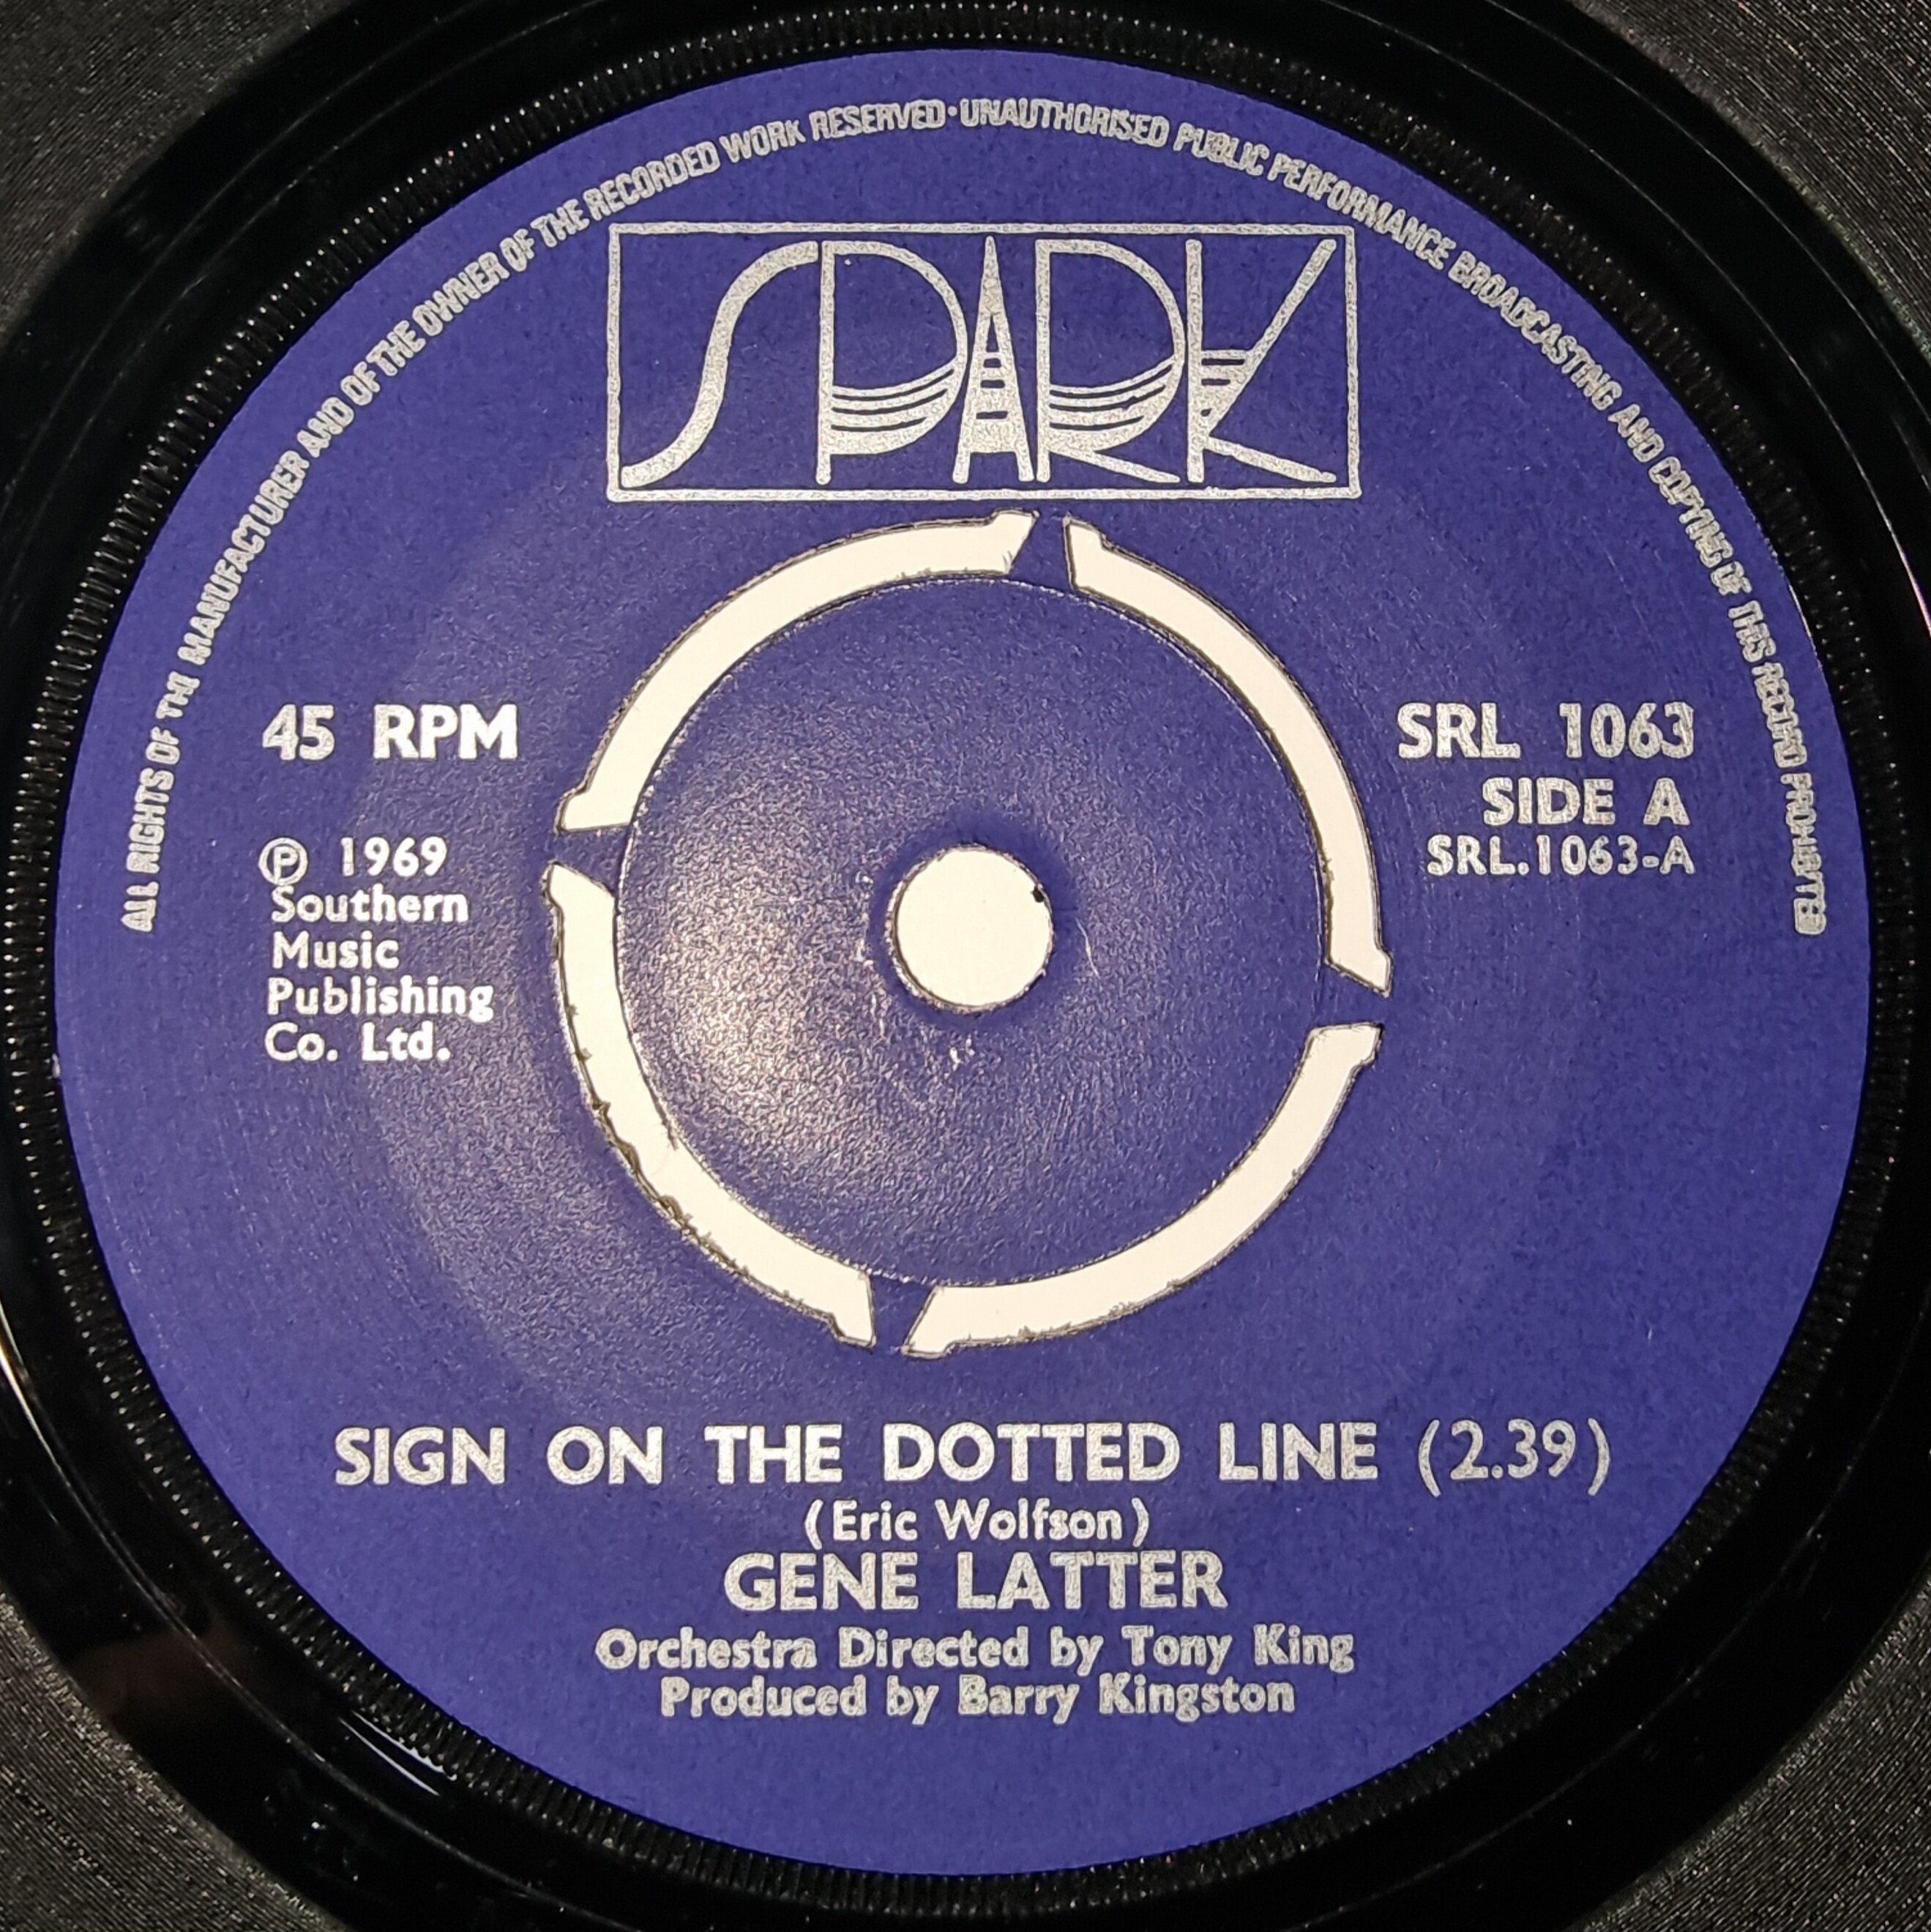 ALL RIGHTS OF THE MANUFACTURER AND OF THE OWNER OF THE RECORDED WORK RESERVED · UNAUTHORISED PUBLIC PERFORMANCE BROADCASTING AND COPYING OF THIS RECORD PROHIBITED
SPARK
45 RPM
SRL 1063
SIDE A
SRL.1063-A
℗ 1969
Southern
Music
Publishing
Co. Ltd.
SIGN ON THE DOTTED LINE (2.39)
(Eric Wolfson)
GENE LATTER
Orchestra Directed by Tony King
Produced by Barry Kingston